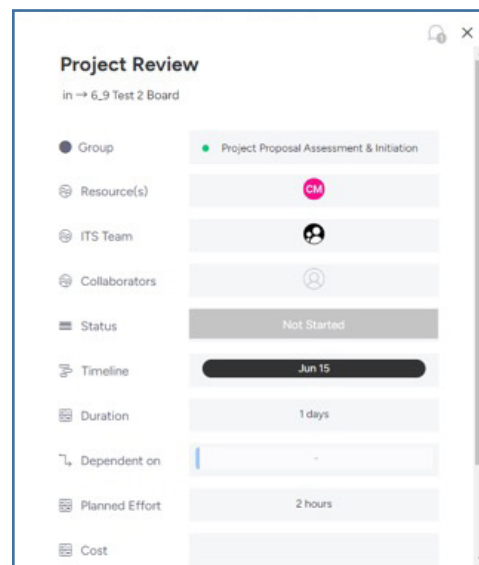 Project Review
in → 6_9 Test 2 Board
Group Project Proposal Assessment & Initiation
Resource(s) CM
ITS Team
Collaborators
Status Not Started
Timeline Jun 15
Duration 1 days
Dependent on -
Planned Effort 2 hours
Cost